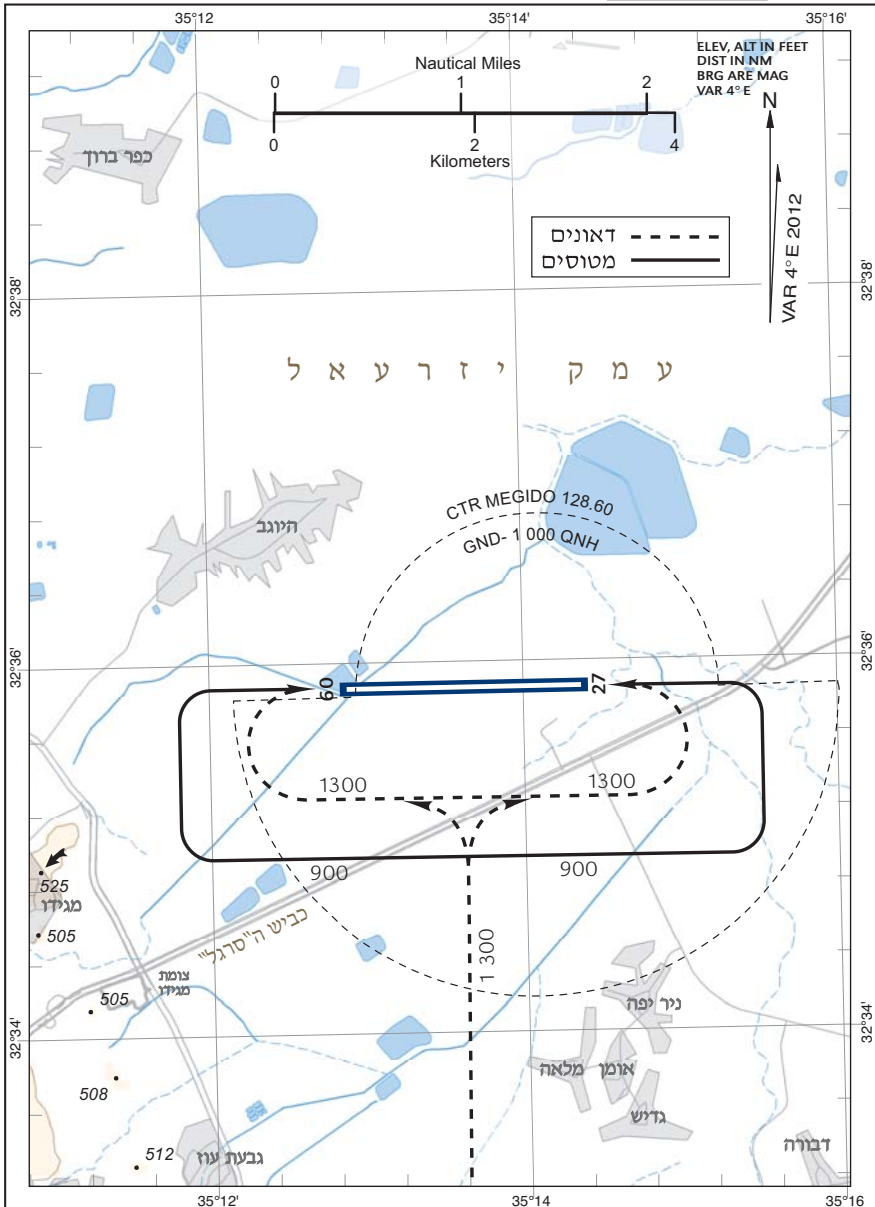 35°12'
35°14'
35°16'
ELEV, ALT IN FEET
DIST IN NM
BRG ARE MAG
VAR 4° E
Nautical Miles
0
1
2
0
2
4
Kilometers
N
VAR 4° E 2012
כפר ברוך
דאונים
מטוסים
32°38'
32°38'
עמק יזרעאל
היוגב
CTR MEGIDO 128.60
GND- 1 000 QNH
32°36'
32°36'
09
27
1300
1300
900
900
525
מגידו
505
כביש ה"סרגל"
1 300
צומת
מגידו
505
ניר יפה
32°34'
32°34'
מלאה
אומן
508
גדיש
דבורה
512
גבעת עוז
35°12'
35°14'
35°16'